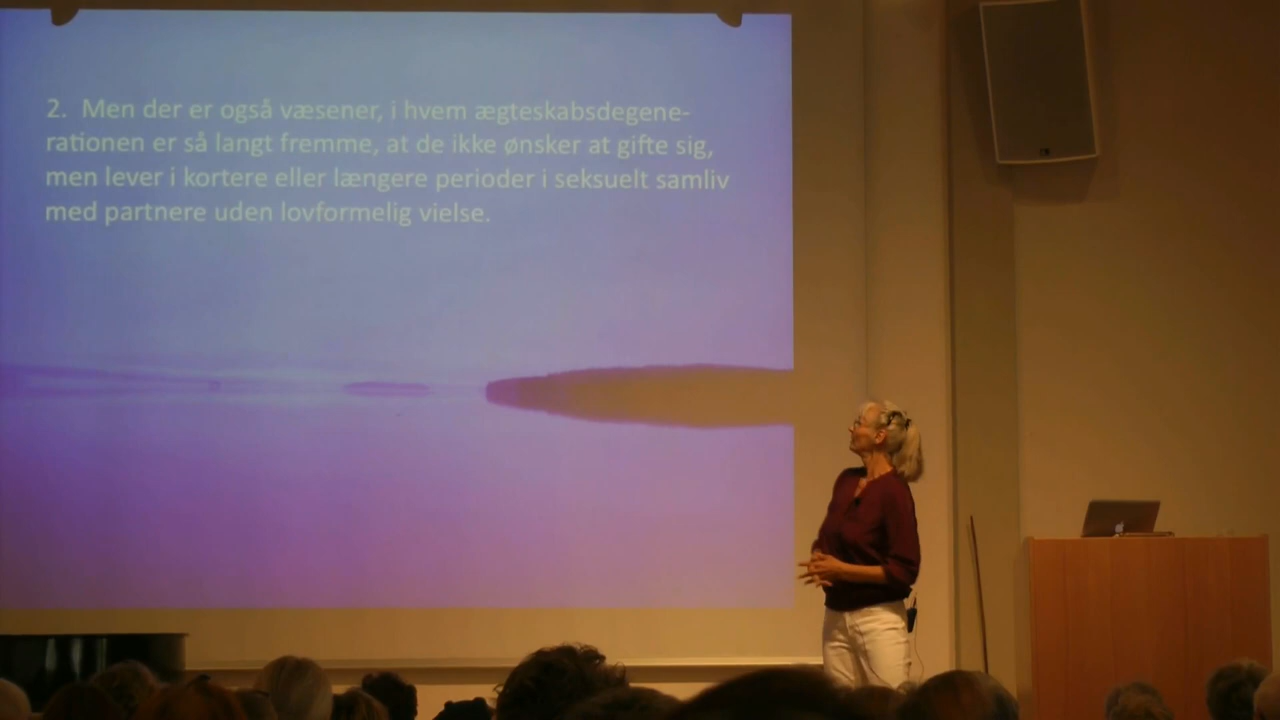 2. Men der er også væsener, i hvem ægteskabsdegene-
rationen er så langt fremme, at de ikke ønsker at gifte sig,
men lever i kortere eller længere perioder i seksuelt samliv
med partnere uden lovformelig vielse.